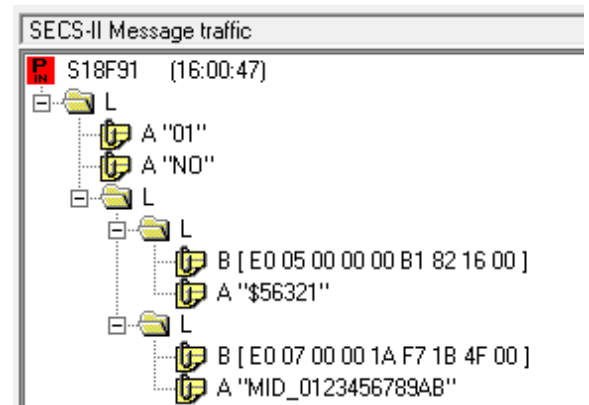 SECS-II Message traffic
P IN S18F91 (16:00:47)
L
A "01"
A "NO"
L
L
B [ E0 05 00 00 00 B1 82 16 00 ]
A "$56321"
L
B [ E0 07 00 00 1A F7 1B 4F 00 ]
A "MID_0123456789AB"